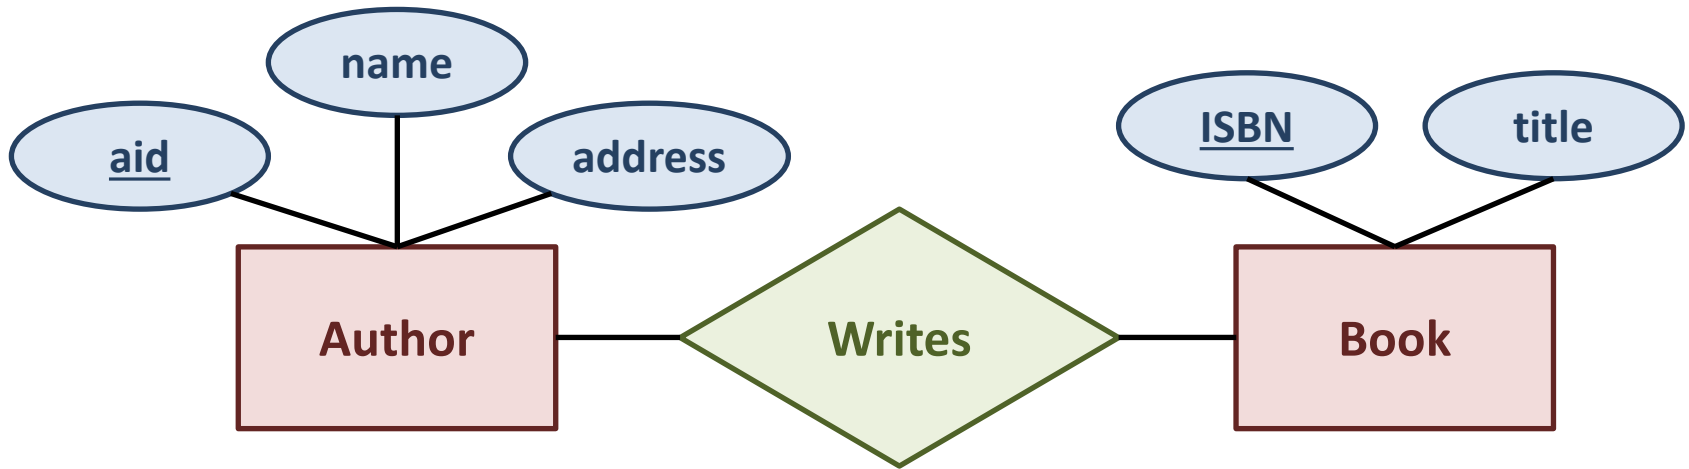 name
aid
address
ISBN
title
Author
Writes
Book